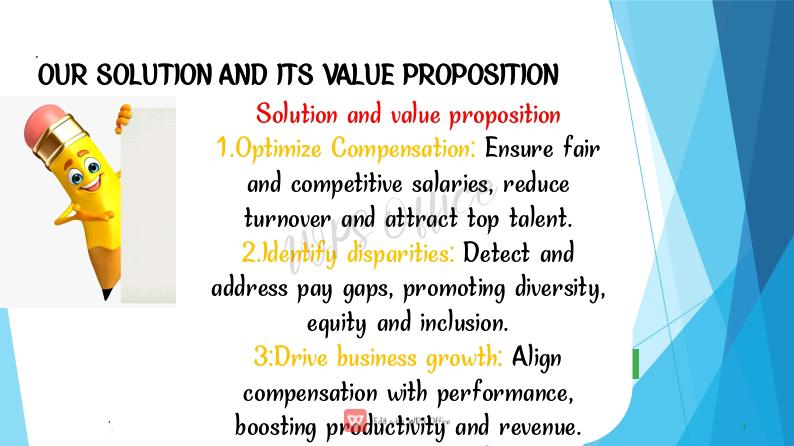 OUR SOLUTION AND ITS VALUE PROPOSITION
Solution and value proposition
1.Optimize Compensation: Ensure fair
and competitive salaries, reduce
turnover and attract top talent.
2.Identify disparities: Detect and
address pay gaps, promoting diversity,
equity and inclusion.
3:Drive business growth: Align
compensation with performance,
boosting productivity and revenue.
WPS Office